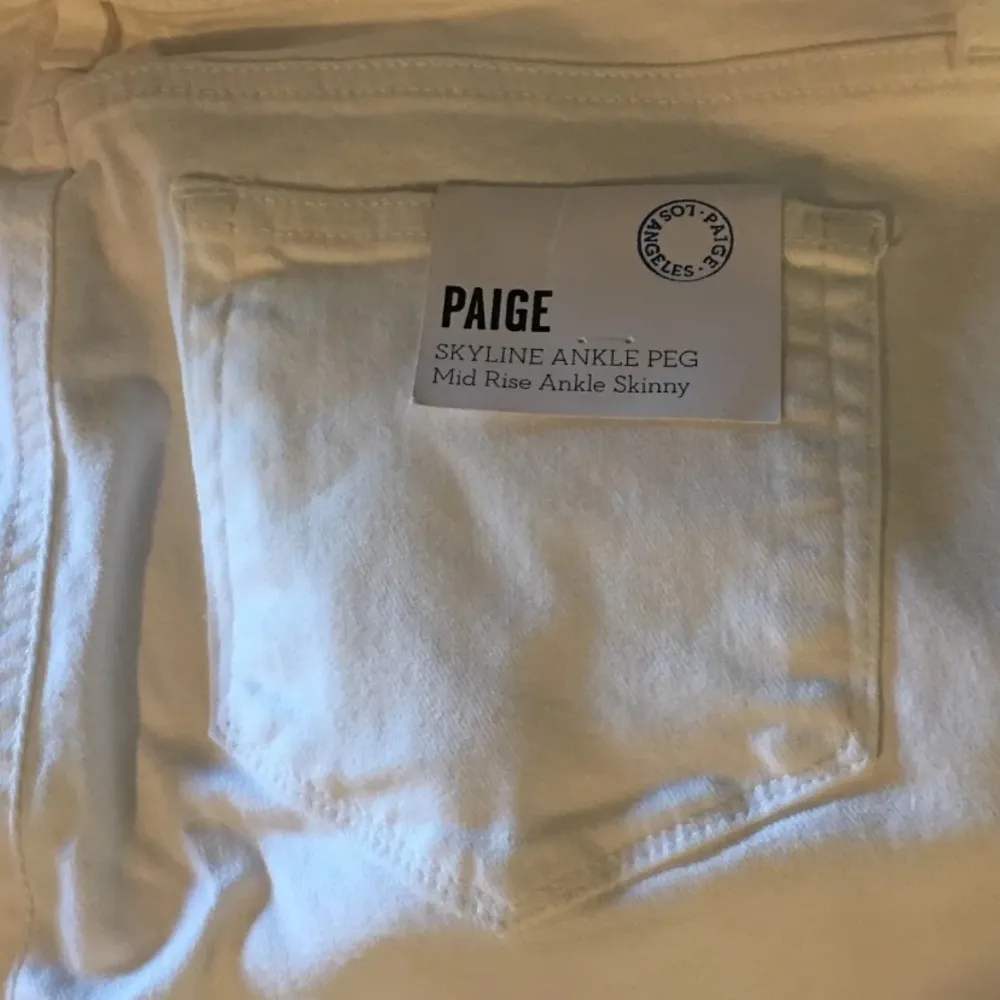 PAIGE · LOS ANGELES ·
PAIGE
SKYLINE ANKLE PEG
Mid Rise Ankle Skinny